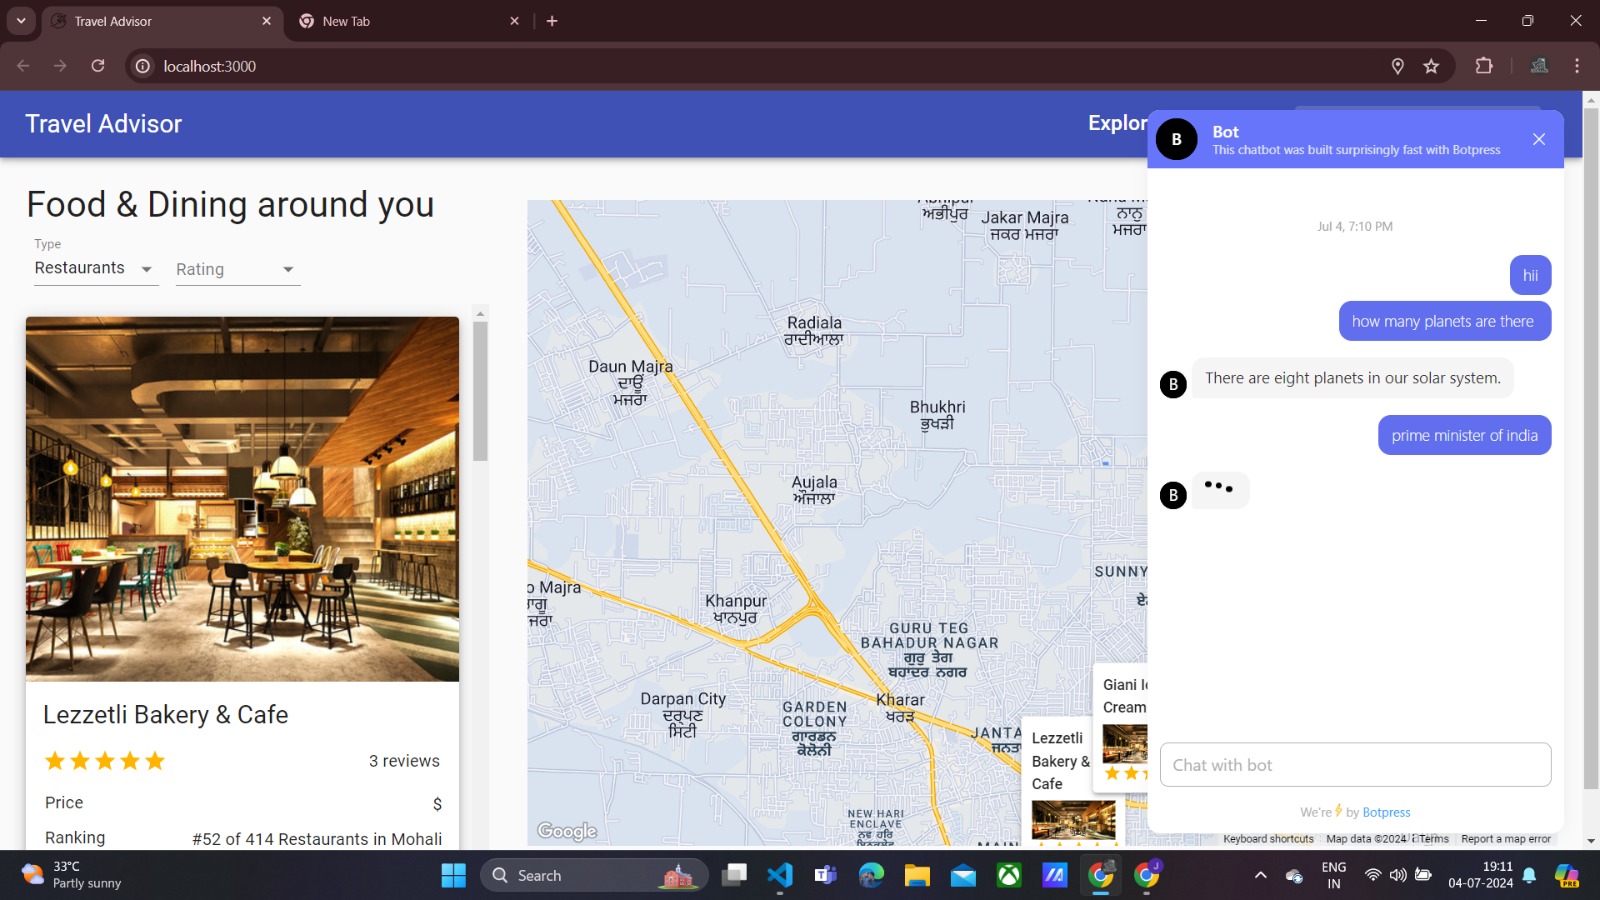 Travel Advisor
New Tab
localhost:3000
Travel Advisor
Explor
Food & Dining around you
Type
Restaurants
Rating
Lezzetli Bakery & Cafe
3 reviews
Price
$
Ranking
#52 of 414 Restaurants in Mohali
ਅਭੀਪੁਰ
Jakar Majra
ਜਕਰ ਮਜਰਾ
ਨਾਨੂ
ਮਜਰਾ
Radiala
ਰਾਦੀਆਲਾ
Daun Majra
ਦਾਊਂ
ਮਜਰਾ
Bhukhri
ਭੁਖੜੀ
Aujala
ਔਜਾਲਾ
SUNNY
o Majra
Khanpur
ਖਾਨਪੁਰ
GURU TEG
BAHADUR NAGAR
ਗੁਰੂ ਤੇਗ
ਬਹਾਦਰ ਨਗਰ
Darpan City
ਦਰਪਣ
ਸਿਟੀ
GARDEN
COLONY
ਗਾਰਡਨ
ਕੋਲੋਨੀ
Kharar
ਖਰੜ
JANTA
NEW HARI
ENCLAVE
ਨਵ ਹਰਿ
Google
Lezzetli
Bakery &
Cafe
Giani Ic
Cream
B
Bot
This chatbot was built surprisingly fast with Botpress
Jul 4, 7:10 PM
hii
how many planets are there
B
There are eight planets in our solar system.
prime minister of india
B
Chat with bot
We're ⚡ by Botpress
Keyboard shortcuts
Map data ©2024
Terms
Report a map error
33°C
Partly sunny
Search
ENG
IN
19:11
04-07-2024
PRE